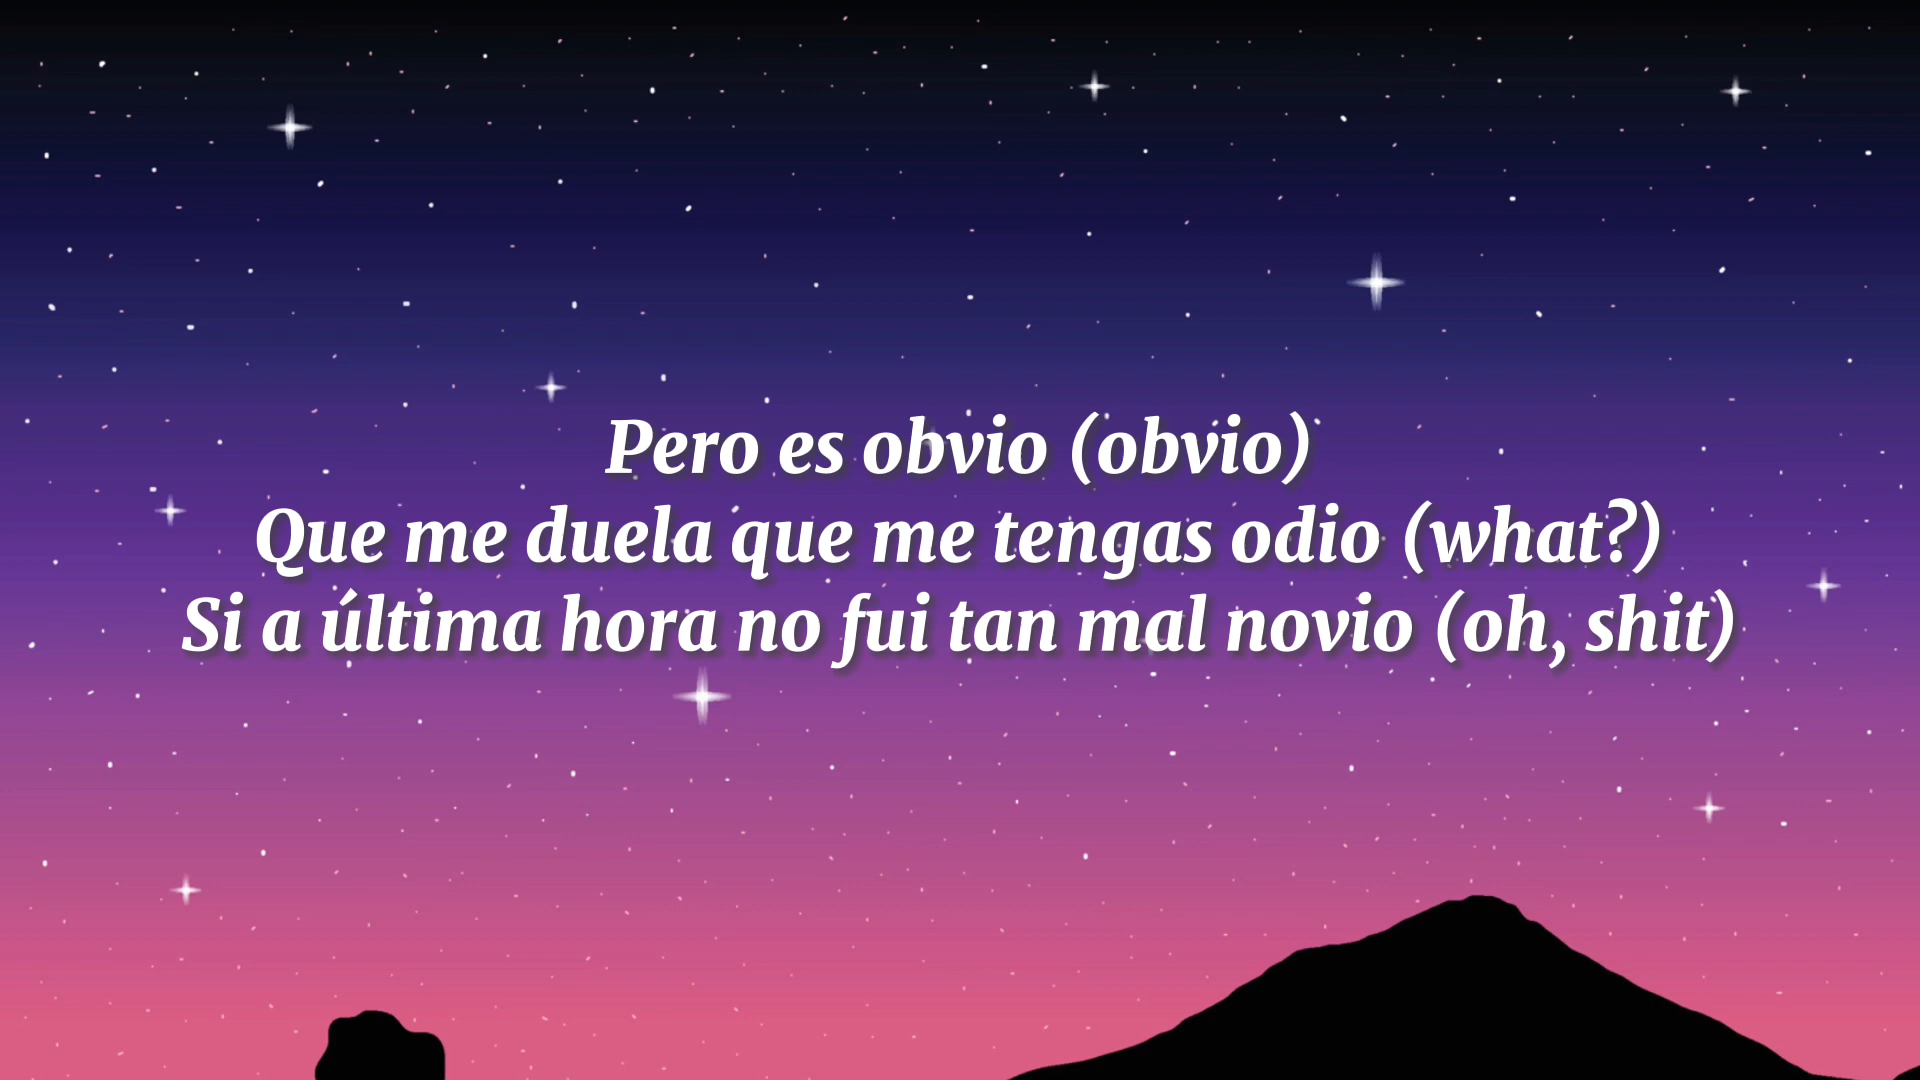 Pero es obvio (obvio)
Que me duela que me tengas odio (what?)
Si a última hora no fui tan mal novio (oh, shit)